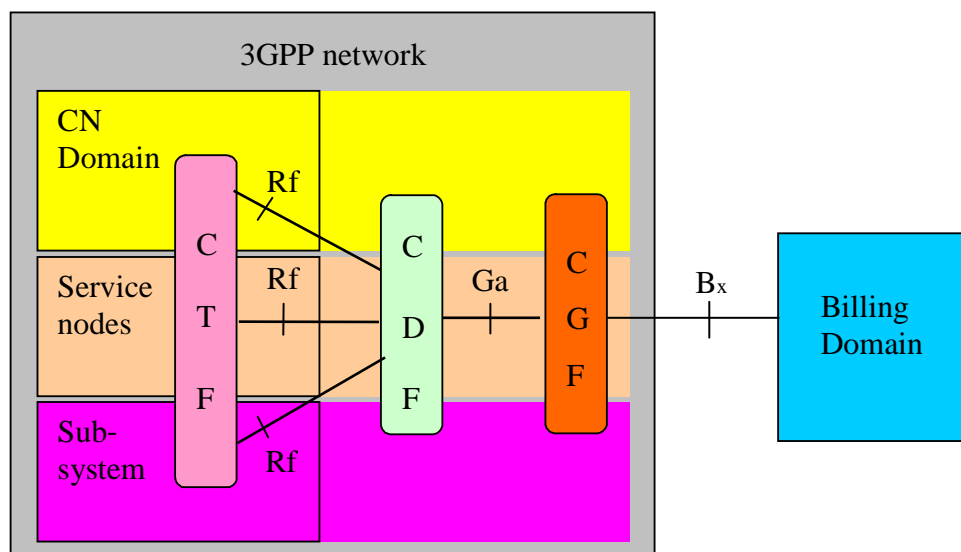 3GPP network
CN
Domain
Rf
C
T
F
Service
nodes
Rf
Sub-
system
Rf
C
D
F
Ga
C
G
F
Bx
Billing
Domain